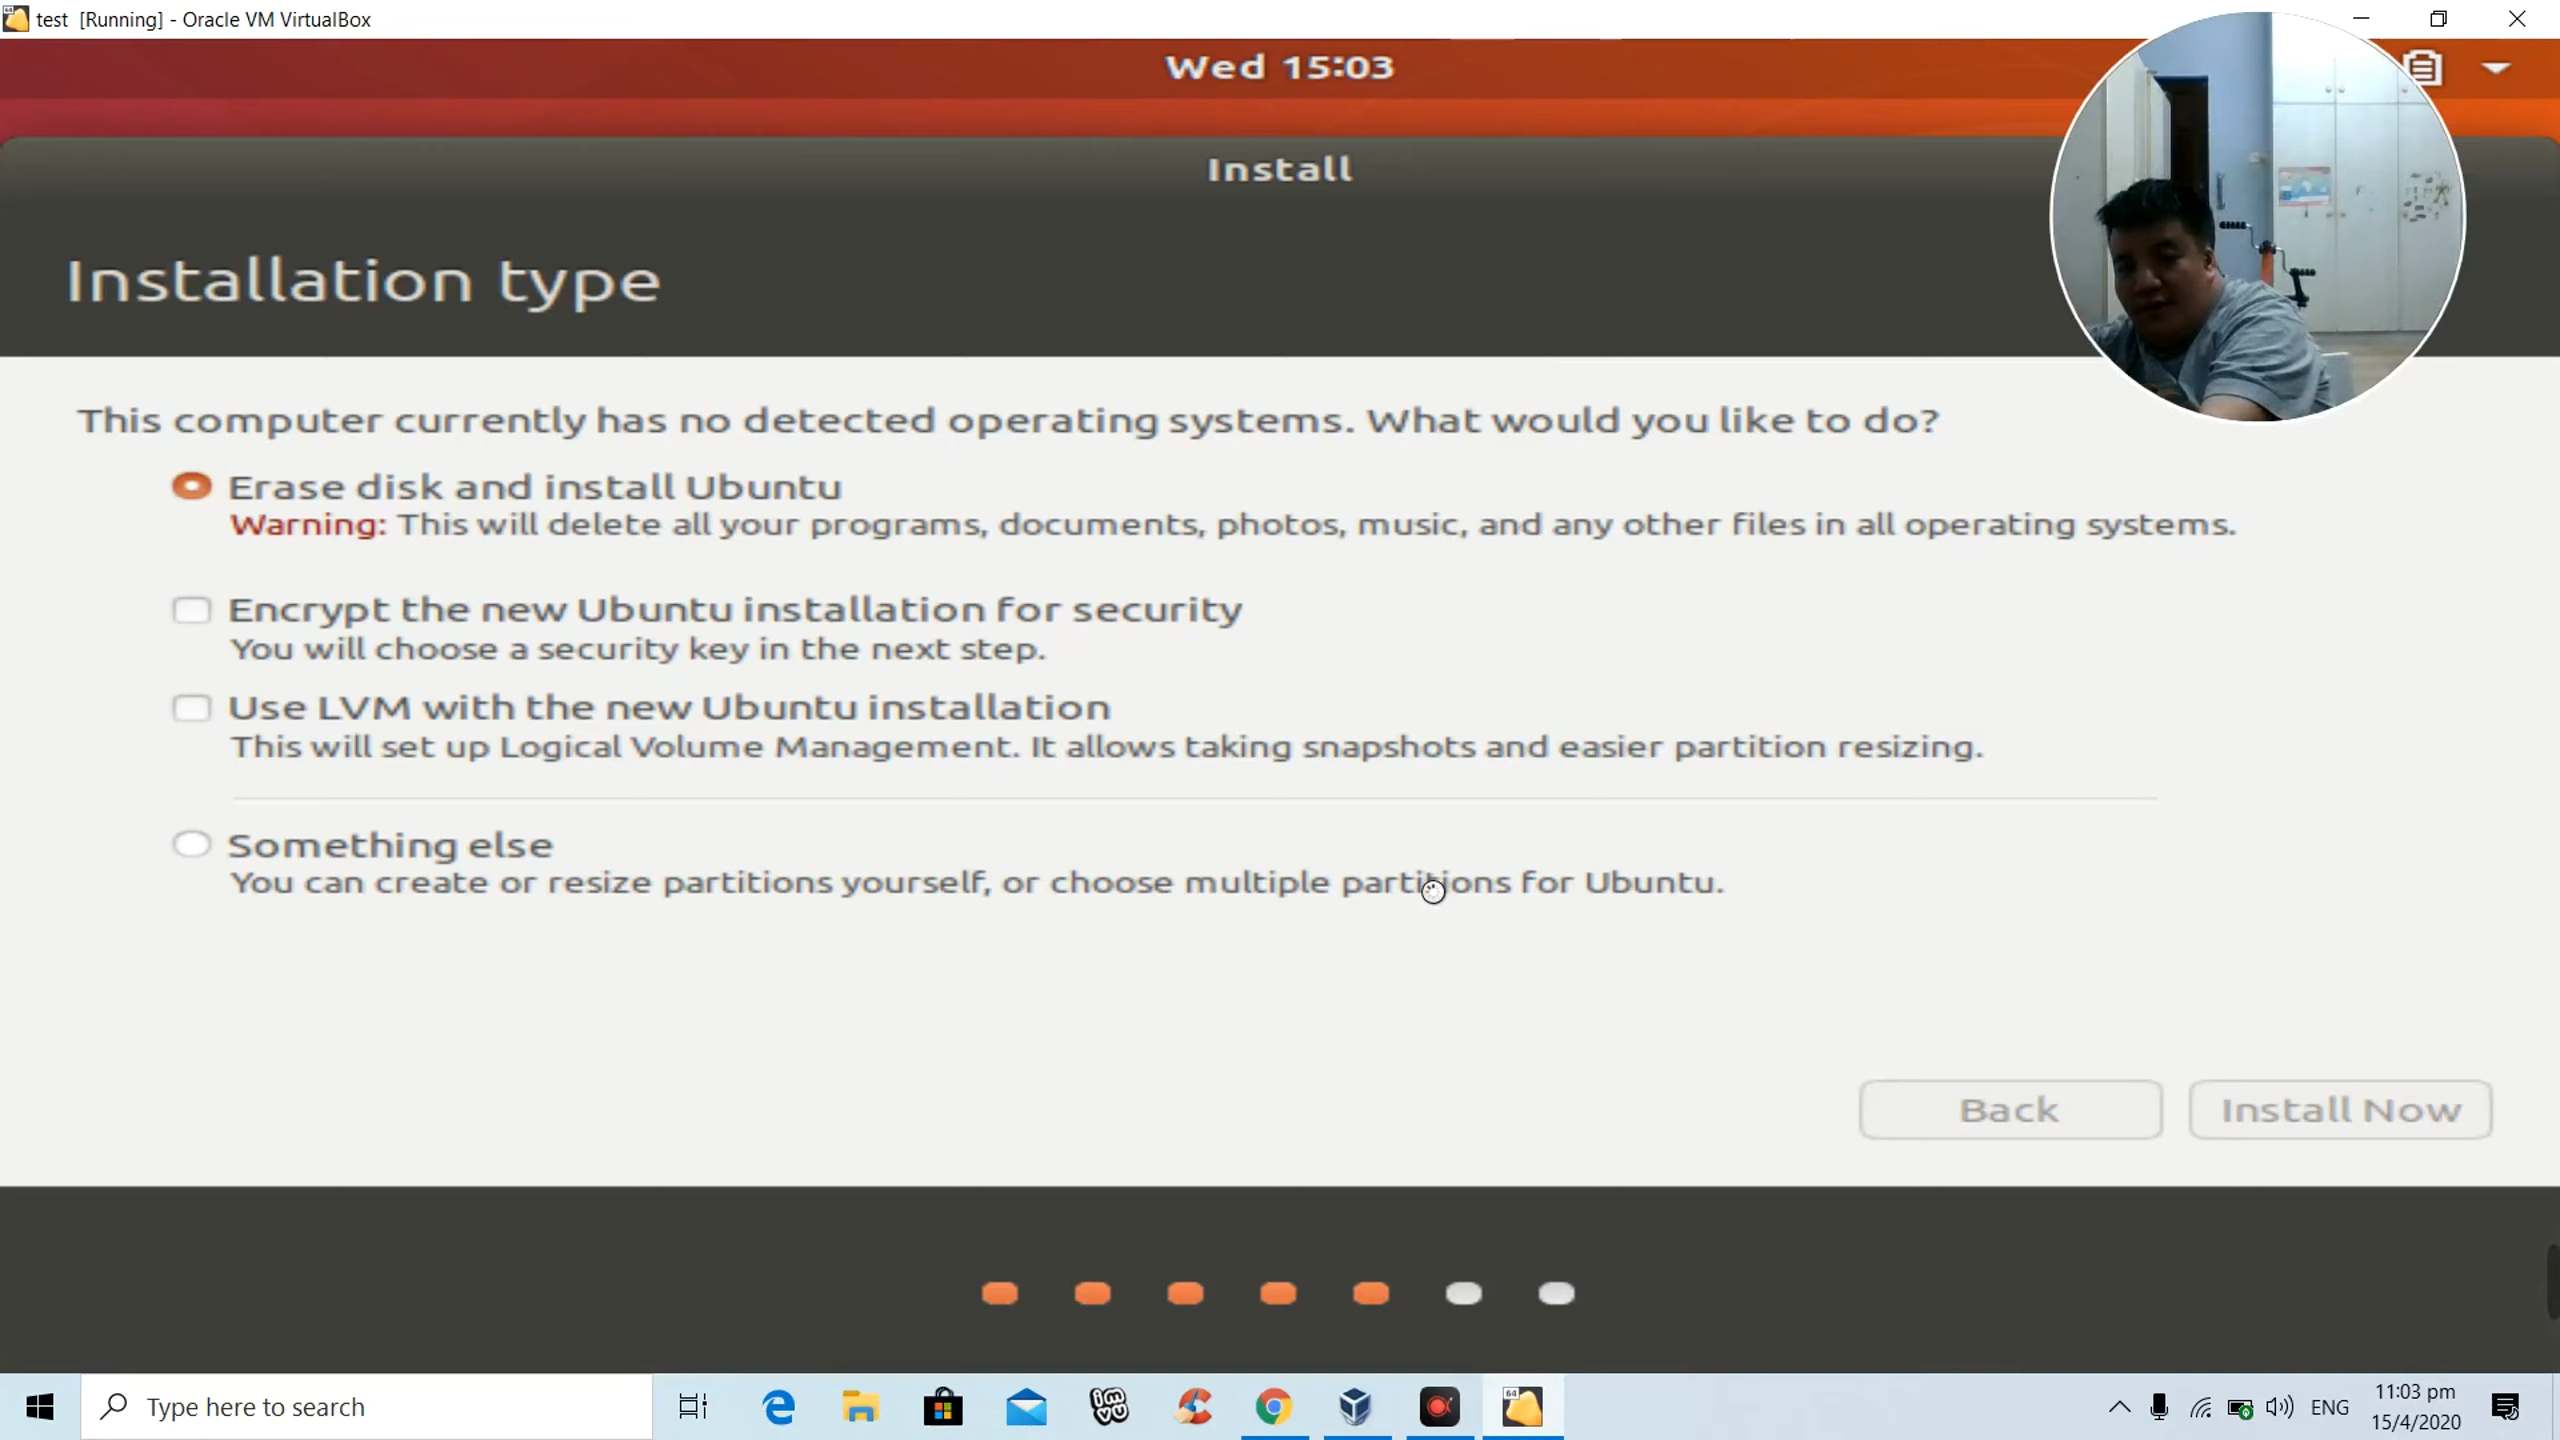 test [Running] - Oracle VM VirtualBox
Wed 15:03
Install
Installation type
This computer currently has no detected operating systems. What would you like to do?
Erase disk and install Ubuntu
Warning: This will delete all your programs, documents, photos, music, and any other files in all operating systems.
Encrypt the new Ubuntu installation for security
You will choose a security key in the next step.
Use LVM with the new Ubuntu installation
This will set up Logical Volume Management. It allows taking snapshots and easier partition resizing.
Something else
You can create or resize partitions yourself, or choose multiple partitions for Ubuntu.
Back
Install Now
Type here to search
imvu
64
ENG
11:03 pm
15/4/2020